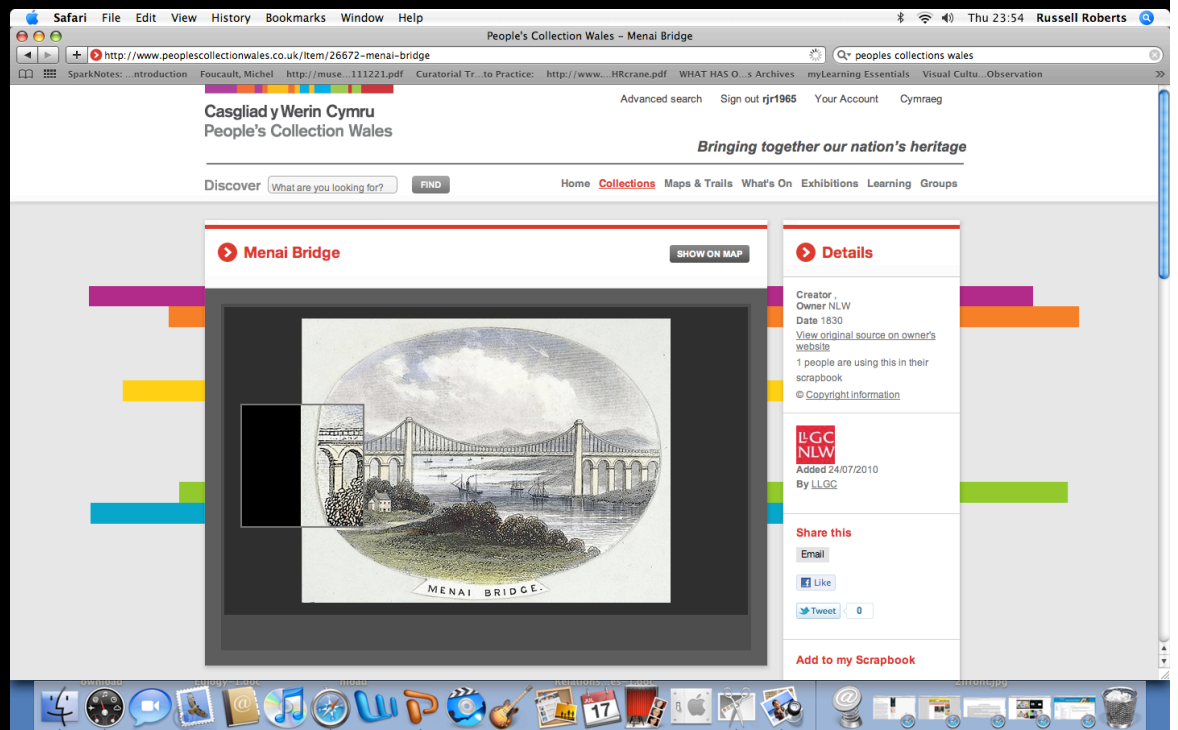 Safari File Edit View History Bookmarks Window Help Thu 23:54 Russell Roberts
People's Collection Wales – Menai Bridge
http://www.peoplescollectionwales.co.uk/Item/26672-menai-bridge peoples collections wales
SparkNotes: ...ntroduction Foucault, Michel http://muse...111221.pdf Curatorial Tr...to Practice: http://www....HRcrane.pdf WHAT HAS O...s Archives myLearning Essentials Visual Cultu...Observation
Advanced search Sign out rjr1965 Your Account Cymraeg
Casgliad y Werin Cymru
People's Collection Wales
Bringing together our nation's heritage
Discover What are you looking for? FIND Home Collections Maps & Trails What's On Exhibitions Learning Groups
Menai Bridge SHOW ON MAP
MENAI BRIDGE.
Details
Creator ,
Owner NLW
Date 1830
View original source on owner's
website
1 people are using this in their
scrapbook
© Copyright information
LLGC
NLW
Added 24/07/2010
By LLGC
Share this
Email
Like
Tweet 0
Add to my Scrapbook
JUL
17